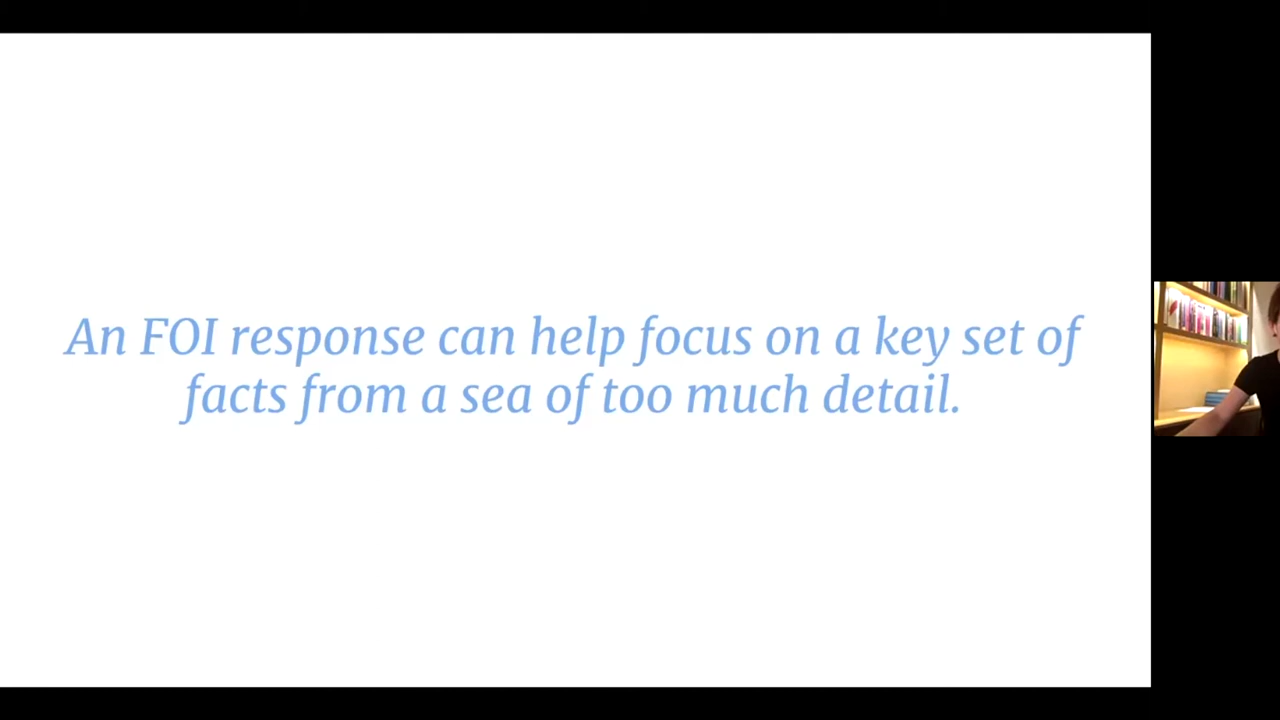 An FOI response can help focus on a key set of
facts from a sea of too much detail.